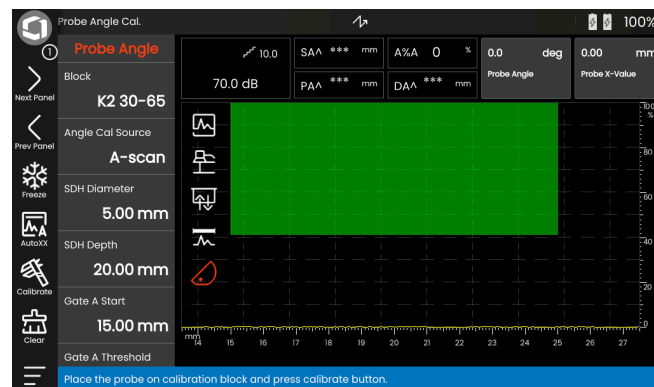 Probe Angle Cal.
100%
1
Probe Angle
10.0
70.0 dB
SA^ *** mm
A%A 0 %
0.0 deg
Probe Angle
0.00 mm
Probe X-Value
PA^ *** mm
DA^ *** mm
Next Panel
Block
K2 30-65
Prev Panel
Angle Cal Source
A-scan
Freeze
SDH Diameter
5.00 mm
AutoXX
SDH Depth
20.00 mm
Calibrate
Gate A Start
15.00 mm
Clear
Gate A Threshold
100
%
80
60
40
20
0
mm
14 15 16 17 18 19 20 21 22 23 24 25 26 27
Place the probe on calibration block and press calibrate button.